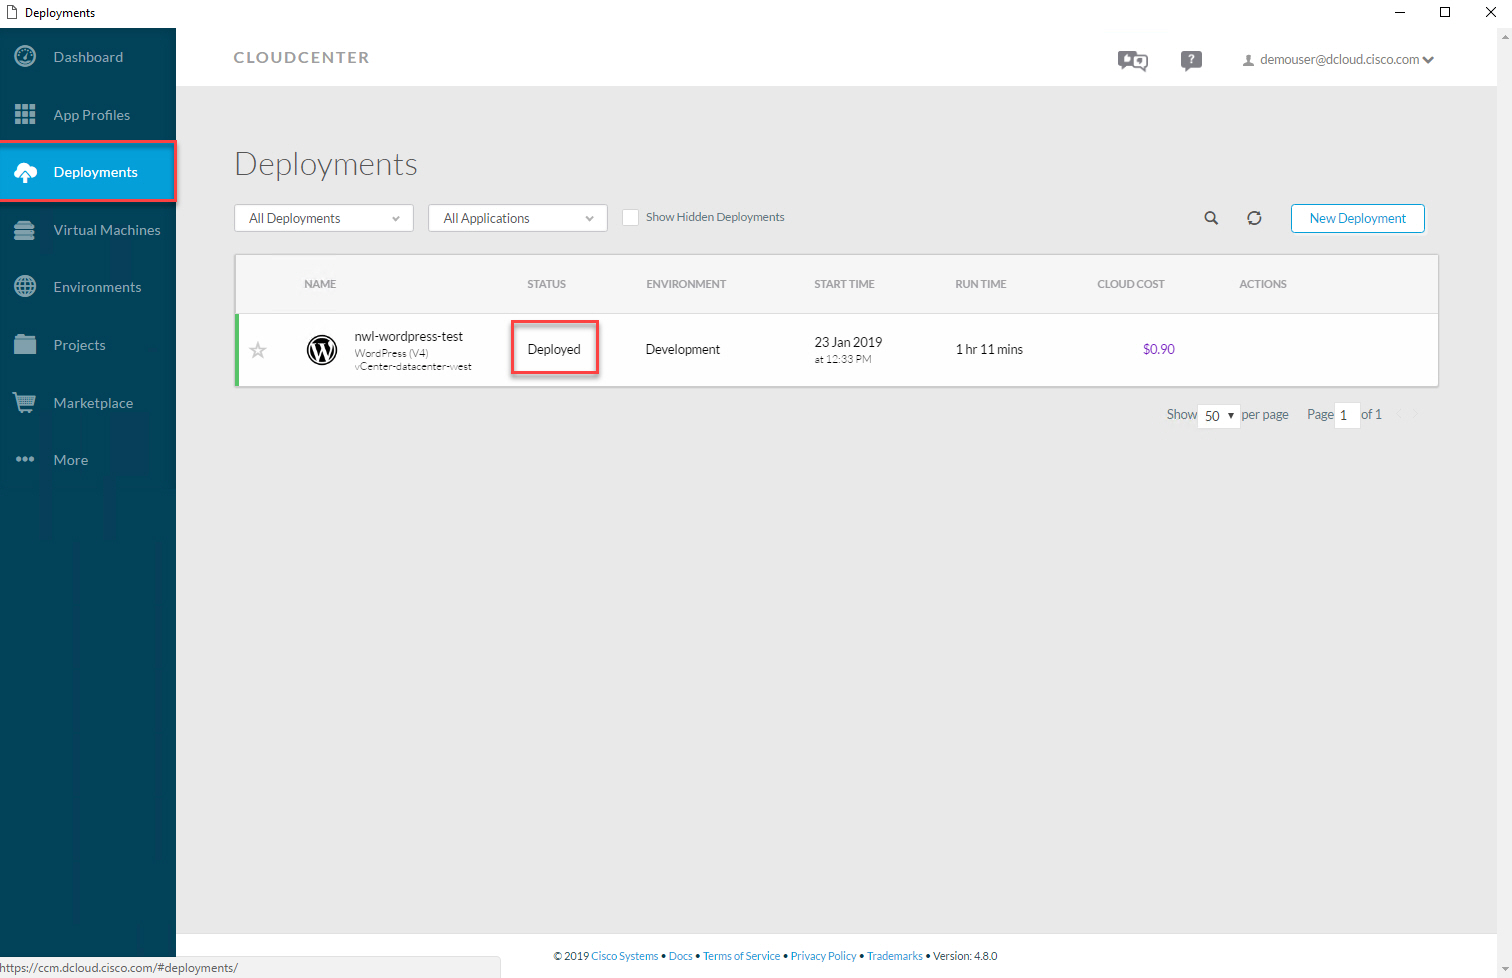 Deployments
Dashboard
App Profiles
Deployments
Virtual Machines
Environments
Projects
Marketplace
More
CLOUDCENTER
?
demouser@dcloud.cisco.com
Deployments
All Deployments
All Applications
Show Hidden Deployments
New Deployment
NAME STATUS ENVIRONMENT START TIME RUN TIME CLOUD COST ACTIONS
nwl-wordpress-test
WordPress (V4)
vCenter-datacenter-west
Deployed
Development
23 Jan 2019
at 12:33 PM
1 hr 11 mins
$0.90
Show 50 per page Page 1 of 1
© 2019 Cisco Systems • Docs • Terms of Service • Privacy Policy • Trademarks • Version: 4.8.0
https://ccm.dcloud.cisco.com/#deployments/